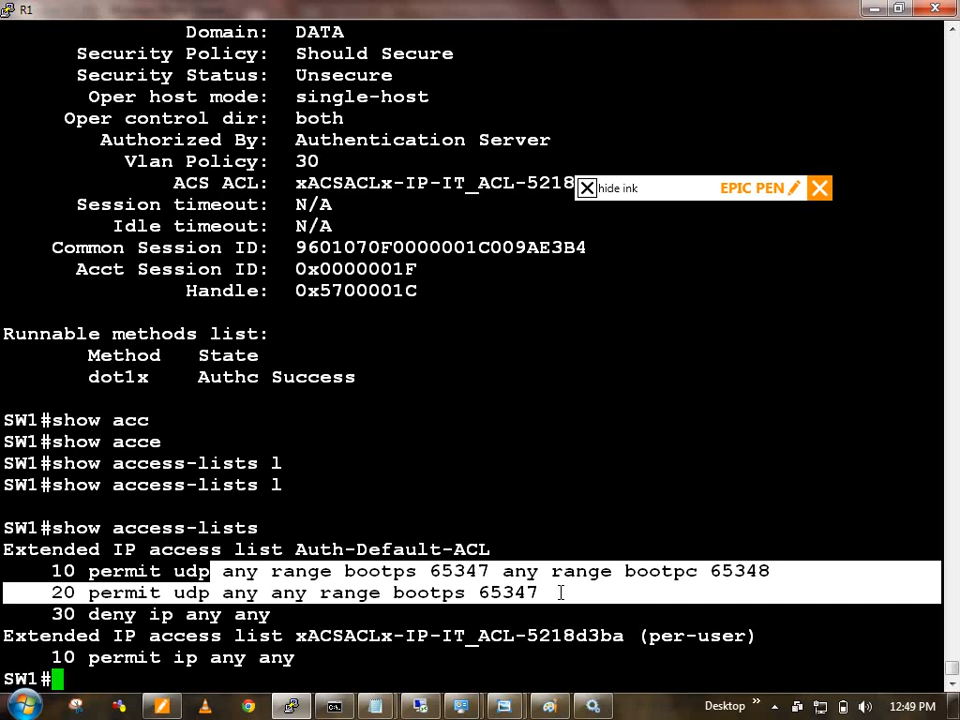 R1
Domain: DATA
Security Policy: Should Secure
Security Status: Unsecure
Oper host mode: single-host
Oper control dir: both
Authorized By: Authentication Server
Vlan Policy: 30
ACS ACL: xACSACLx-IP-IT_ACL-5218
hide ink EPIC PEN
Session timeout: N/A
Idle timeout: N/A
Common Session ID: 9601070F0000001C009AE3B4
Acct Session ID: 0x0000001F
Handle: 0x5700001C
Runnable methods list:
Method State
dot1x Authc Success
SW1#show acc
SW1#show acce
SW1#show access-lists l
SW1#show access-lists l
SW1#show access-lists
Extended IP access list Auth-Default-ACL
10 permit udp any range bootps 65347 any range bootpc 65348
20 permit udp any any range bootps 65347
30 deny ip any any
Extended IP access list xACSACLx-IP-IT_ACL-5218d3ba (per-user)
10 permit ip any any
SW1#
Desktop » 12:49 PM